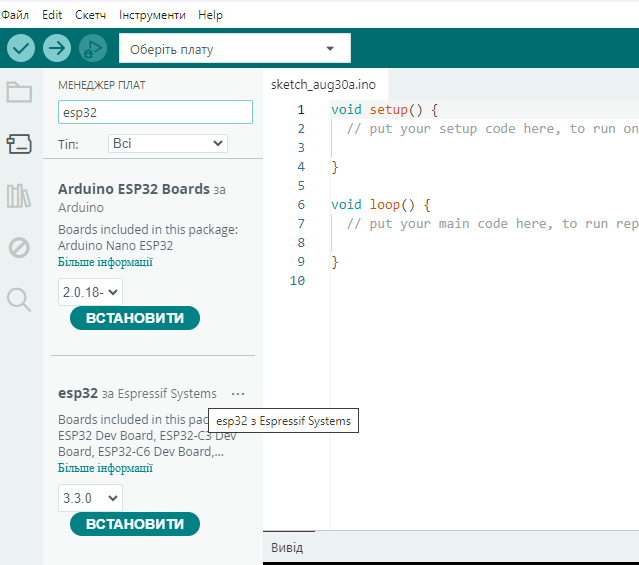 Файл Edit Скетч Інструменти Help
Оберіть плату
МЕНЕДЖЕР ПЛАТ
esp32
Тіп: Всі
Arduino ESP32 Boards за
Arduino
Boards included in this package:
Arduino Nano ESP32
Більше інформації
2.0.18-
ВСТАНОВИТИ
esp32 за Espressif Systems ...
esp32 з Espressif Systems
Boards included in this pac
ESP32 Dev Board, ESP32-C3 Dev
Board, ESP32-C6 Dev Board,...
Більше інформації
3.3.0
ВСТАНОВИТИ
sketch_aug30a.ino
1 void setup() {
2 // put your setup code here, to run on
3
4 }
5
6 void loop() {
7 // put your main code here, to run rep
8
9 }
10
Вивід